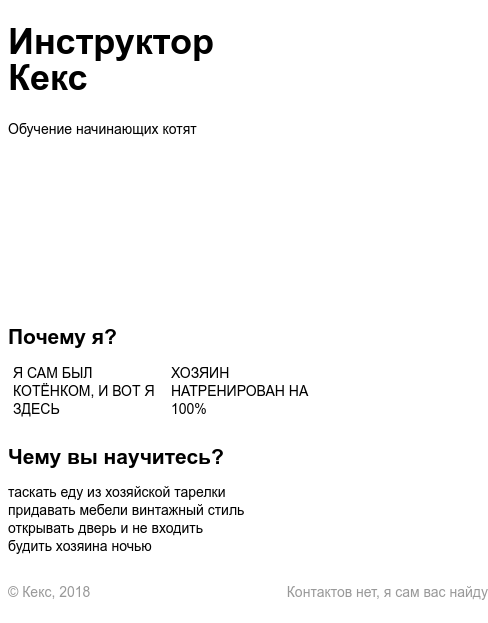 Инструктор
Кекс
Обучение начинающих котят
Почему я?
Я САМ БЫЛ
КОТЁНКОМ, И ВОТ Я
ЗДЕСЬ
ХОЗЯИН
НАТРЕНИРОВАН НА
100%
Чему вы научитесь?
таскать еду из хозяйской тарелки
придавать мебели винтажный стиль
открывать дверь и не входить
будить хозяина ночью
© Кекс, 2018
Контактов нет, я сам вас найду